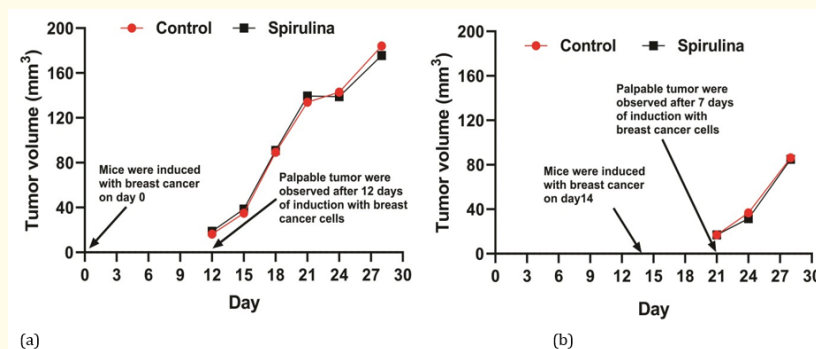 Control Spirulina
Tumor volume (mm³)
200
160
120
80
40
0
Mice were induced
with breast cancer
on day 0
Palpable tumor were
observed after 12 days
of induction with breast
cancer cells
0 3 6 9 12 15 18 21 24 27 30
Day
(a)
(b)
Control Spirulina
Tumor volume (mm³)
200
160
120
80
40
0
Palpable tumor were
observed after 7 days
of induction with
breast cancer cells
Mice were induced
with breast cancer
on day14
0 3 6 9 12 15 18 21 24 27 30
Day
(b)